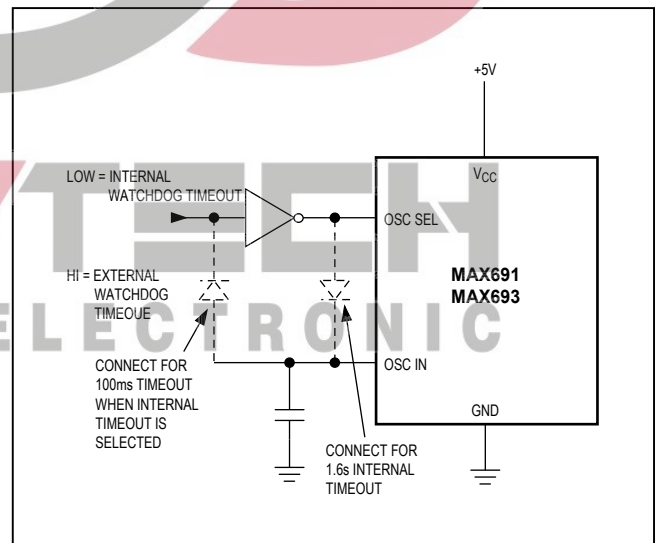 +5V
VCC
LOW = INTERNAL
WATCHDOG TIMEOUT
OSC SEL
MAX691
MAX693
HI = EXTERNAL
WATCHDOG
TIMEOUE
OSC IN
CONNECT FOR
100ms TIMEOUT
WHEN INTERNAL
TIMEOUT IS
SELECTED
CONNECT FOR
1.6s INTERNAL
TIMEOUT
GND
TECH
ELECTRONIC